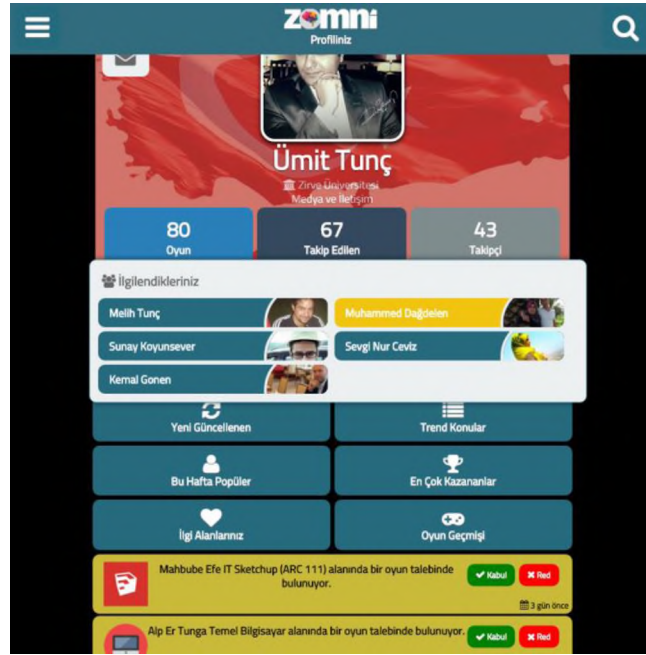 zomni
Profiliniz
Ümit Tunç
Zirve Üniversitesi
Medya ve İletişim
80
Oyun
67
Takip Edilen
43
Takipçi
İlgilendikleriniz
Melih Tunç
Muhammed Dağdelen
Sunay Koyunsever
Sevgi Nur Ceviz
Kemal Gonen
Yeni Güncellenen
Trend Konular
Bu Hafta Popüler
En Çok Kazananlar
İlgi Alanlarınız
Oyun Geçmişi
Mahbube Efe IT Sketchup (ARC 111) alanında bir oyun talebinde
bulunuyor.
Kabul
Red
3 gün önce
Alp Er Tunga Temel Bilgisayar alanında bir oyun talebinde bulunuyor.
Kabul
Red